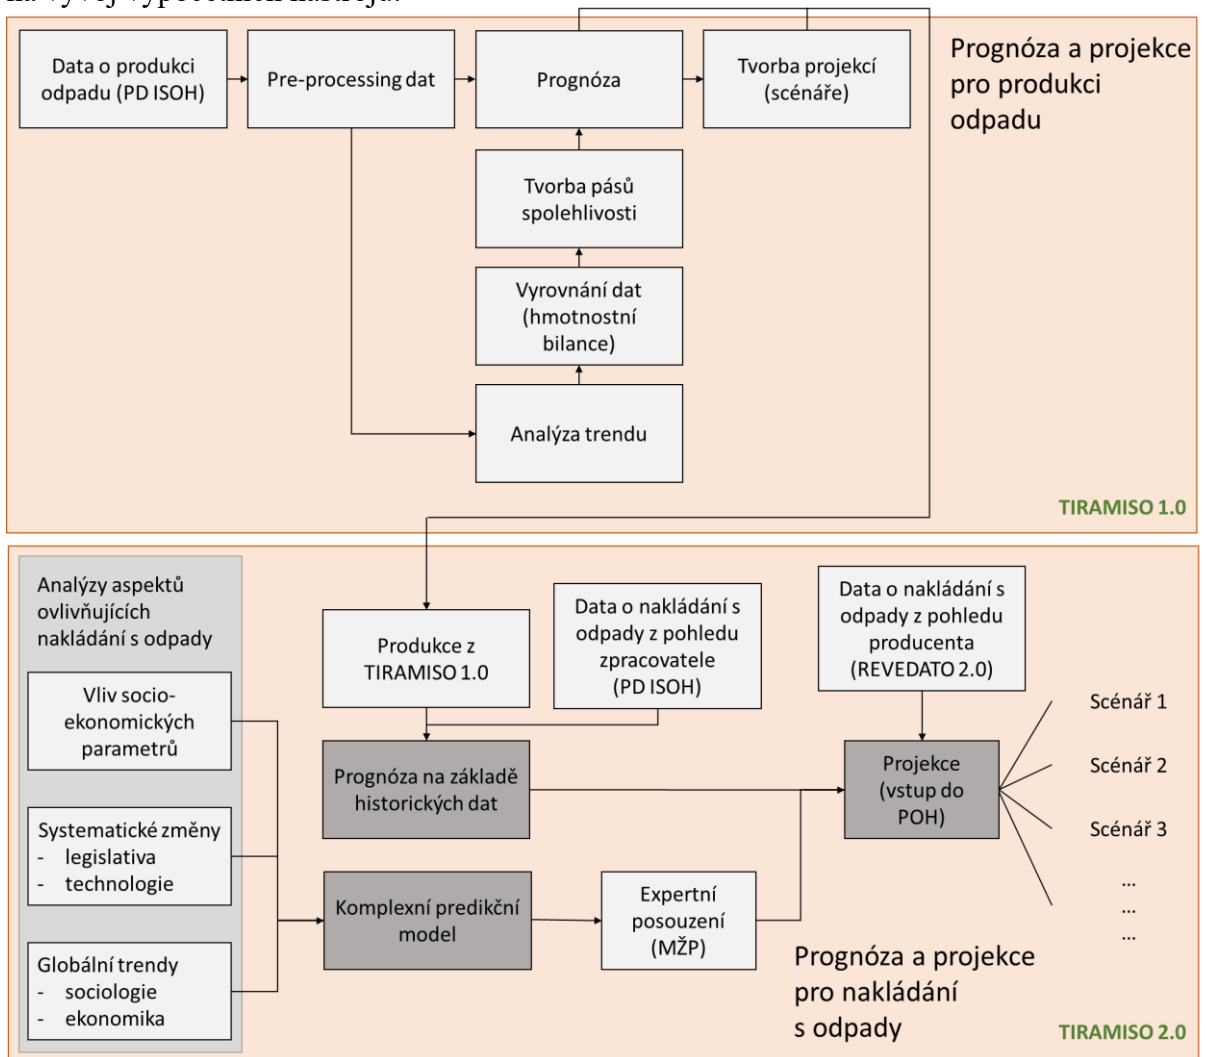 na vývoj výpočetních nástrojů.
Data o produkci
odpadu (PD ISOH)
Pre-processing dat
Prognóza
Tvorba projekcí
(scénáře)
Prognóza a projekce
pro produkci
odpadu
Tvorba pásů
spolehlivosti
Vyrovnání dat
(hmotnostní
bilance)
Analýza trendu
TIRAMISO 1.0
Analýzy aspektů
ovlivňujících
nakládání s odpady
Vliv socio-
ekonomických
parametrů
Systematické změny
- legislativa
- technologie
Globální trendy
- sociologie
- ekonomika
Produkce z
TIRAMISO 1.0
Data o nakládání s
odpady z pohledu
zpracovatele
(PD ISOH)
Data o nakládání s
odpady z pohledu
producenta
(REVEDATO 2.0)
Prognóza na základě
historických dat
Komplexní predikční
model
Expertní
posouzení
(MŽP)
Projekce
(vstup do
POH)
Scénář 1
Scénář 2
Scénář 3
...
...
...
Prognóza a projekce
pro nakládání
s odpady
TIRAMISO 2.0